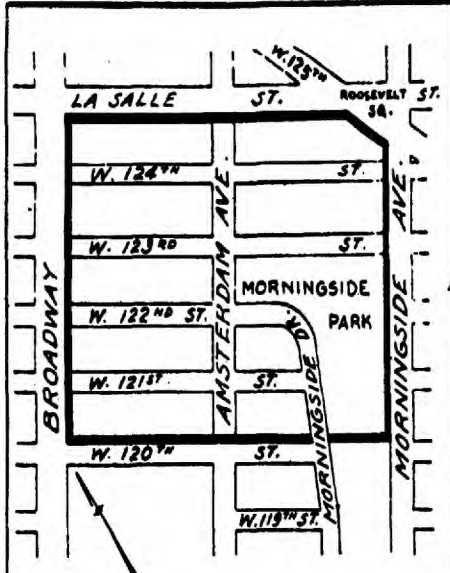 W. 125TH
LA SALLE ST.
ROOSEVELT ST.
SQ.
W. 124TH ST.
AMSTERDAM AVE.
MORNINGSIDE AVE.
W. 123RD ST.
BROADWAY
MORNINGSIDE
PARK
W. 122ND ST.
MORNINGSIDE DR.
W. 121ST. ST.
W. 120TH ST.
W. 119TH ST.